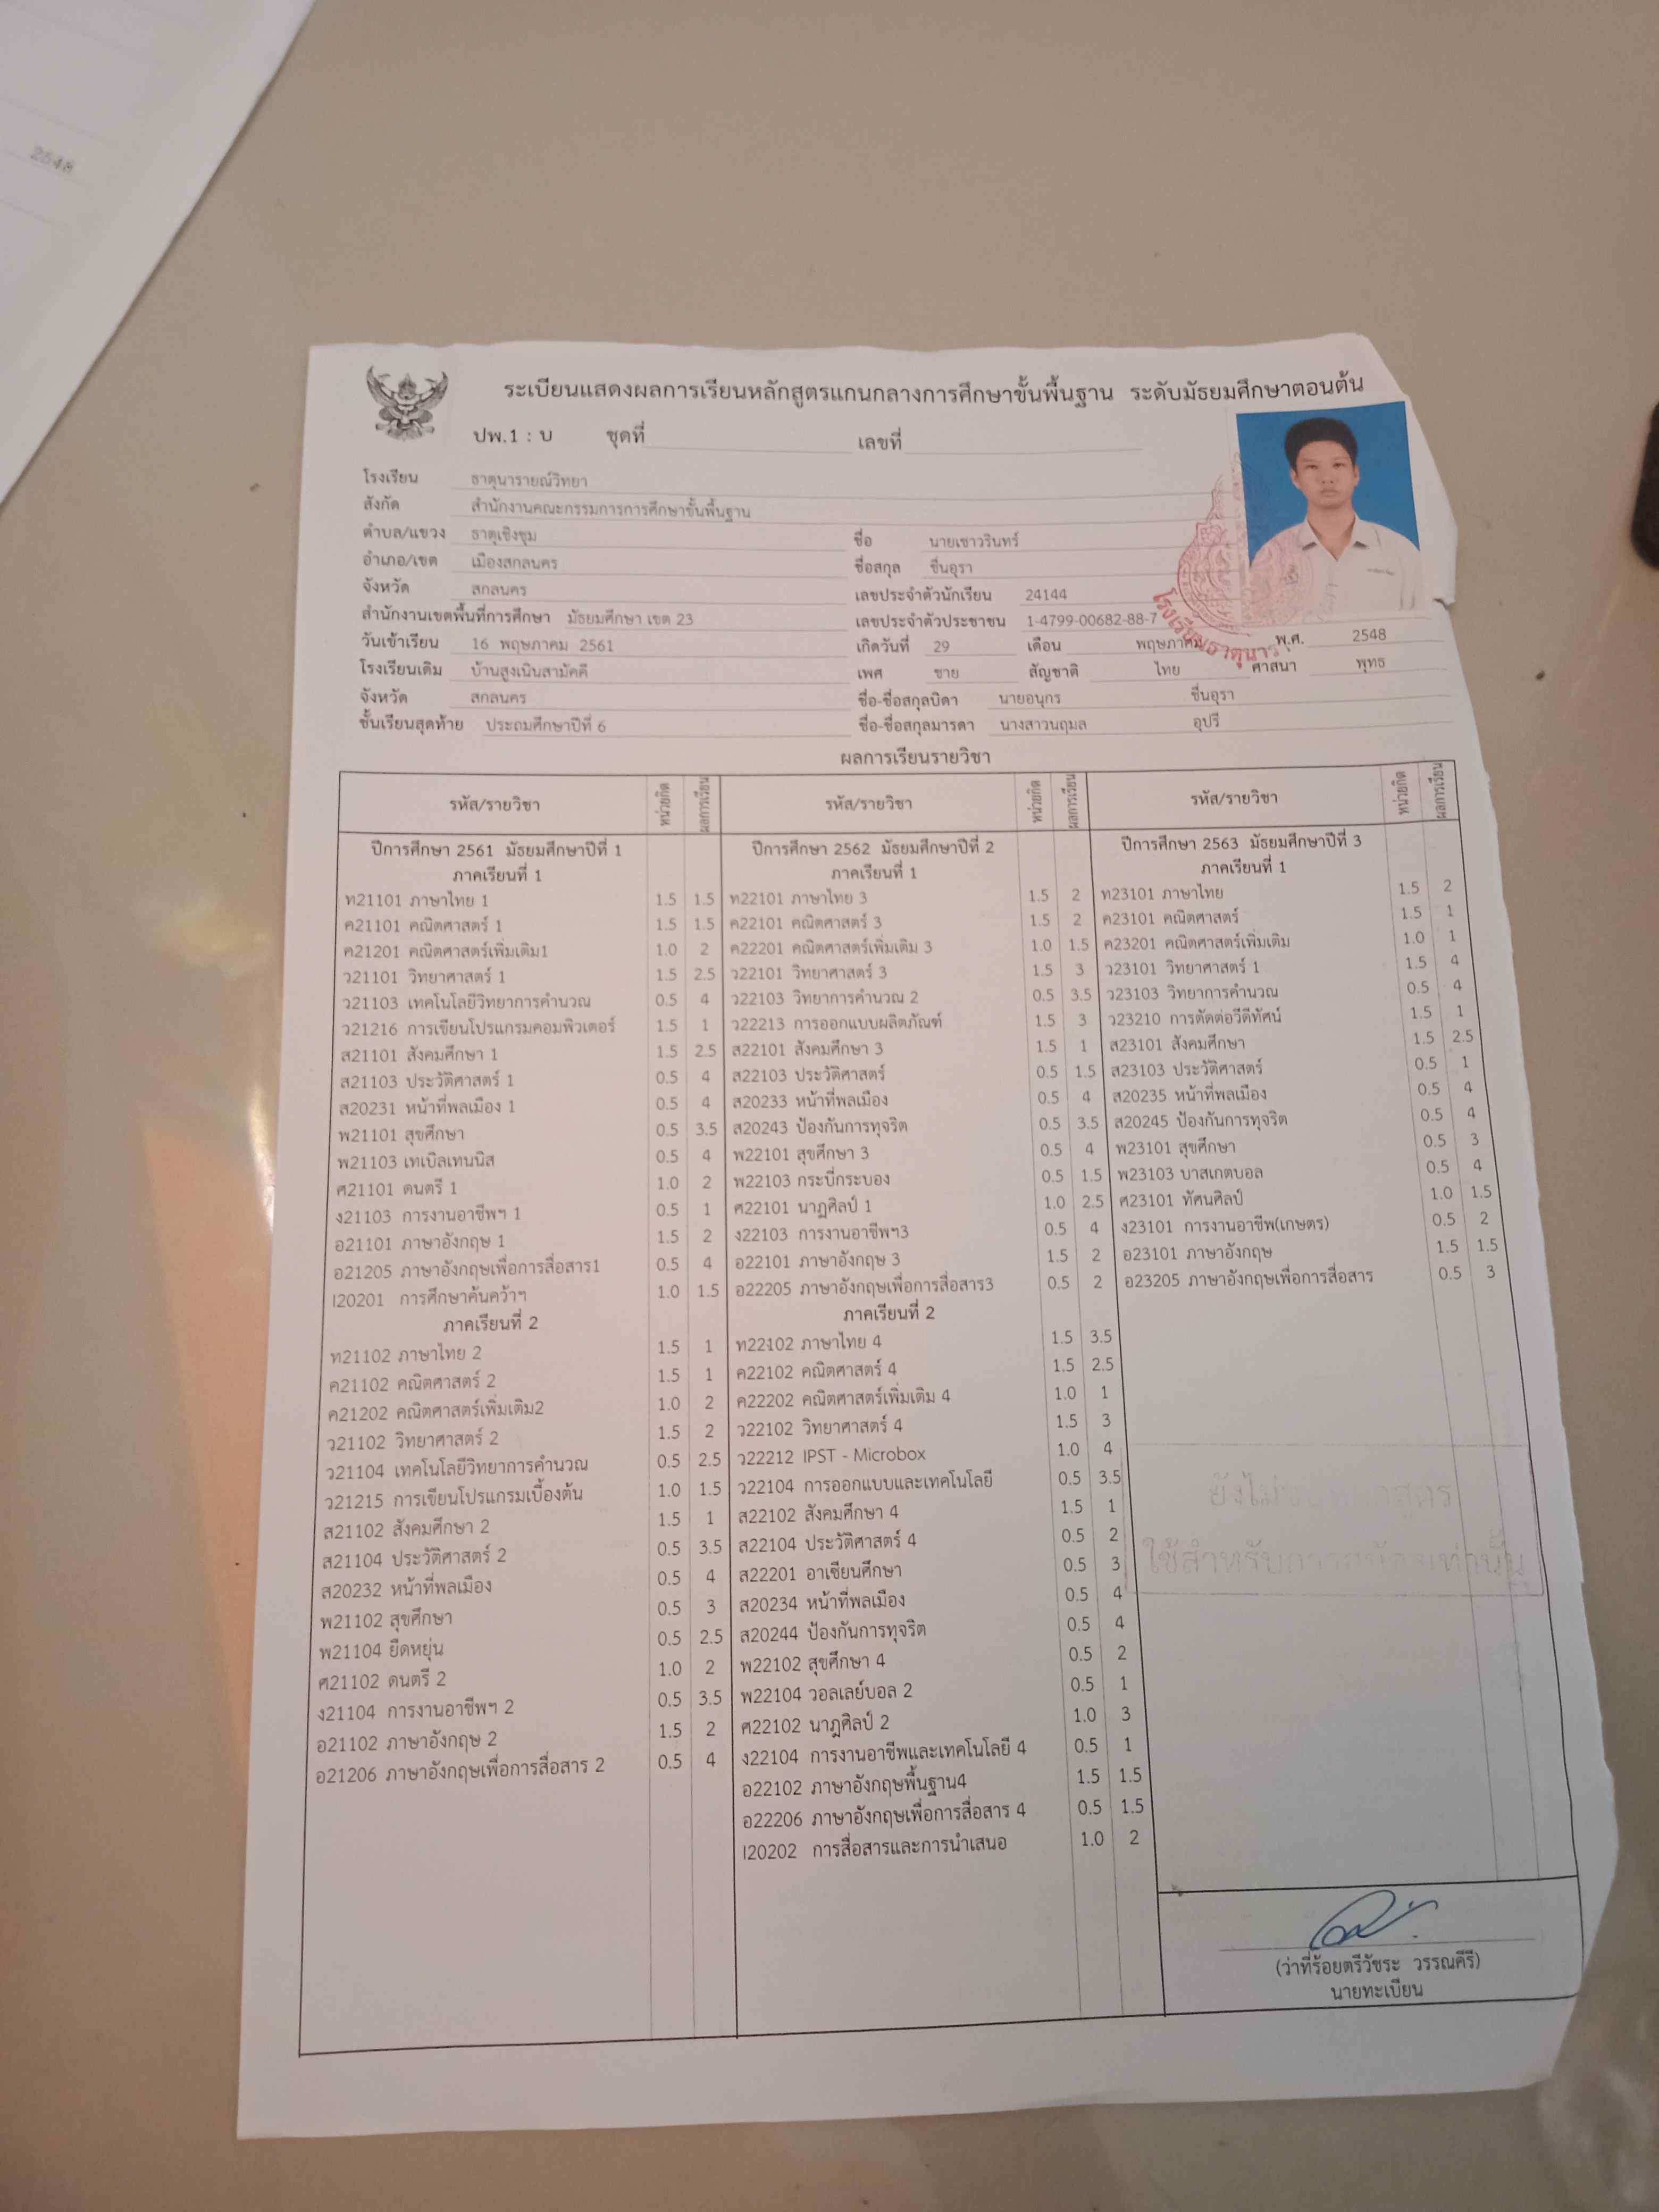 2548
ระเบียนแสดงผลการเรียนหลักสูตรแกนกลางการศึกษาขั้นพื้นฐาน ระดับมัธยมศึกษาตอนต้น
ปพ.1 : บ ชุดที่ เลขที่
โรงเรียน ธาตุนารายณ์วิทยา
สังกัด สำนักงานคณะกรรมการการศึกษาขั้นพื้นฐาน
ตำบล/แขวง ธาตุเชิงชุม
อำเภอ/เขต เมืองสกลนคร
จังหวัด สกลนคร
สำนักงานเขตพื้นที่การศึกษา มัธยมศึกษา เขต 23
วันเข้าเรียน 16 พฤษภาคม 2561
โรงเรียนเดิม บ้านสูงเนินสามัคคี
จังหวัด สกลนคร
ชั้นเรียนสุดท้าย ประถมศึกษาปีที่ 6
ชื่อ นายเชาวรินทร์
ชื่อสกุล ชื่นอุรา
เลขประจำตัวนักเรียน 24144
เลขประจำตัวประชาชน 1-4799-00682-88-7
เกิดวันที่ 29 เดือน พฤษภาคม พ.ศ. 2548
เพศ ชาย สัญชาติ ไทย ศาสนา พุทธ
ชื่อ-ชื่อสกุลบิดา นายอนุกร ชื่นอุรา
ชื่อ-ชื่อสกุลมารดา นางสาวนฤมล อุปรี
โรงเรียนธาตุนาร
ผลการเรียนรายวิชา
รหัส/รายวิชา หน่วยกิต ผลการเรียน
ปีการศึกษา 2561 มัธยมศึกษาปีที่ 1
ภาคเรียนที่ 1
ท21101 ภาษาไทย 1 1.5 1.5
ค21101 คณิตศาสตร์ 1 1.5 1.5
ค21201 คณิตศาสตร์เพิ่มเติม1 1.0 2
ว21101 วิทยาศาสตร์ 1 1.5 2.5
ว21103 เทคโนโลยีวิทยาการคำนวณ 0.5 4
ว21216 การเขียนโปรแกรมคอมพิวเตอร์ 1.5 1
ส21101 สังคมศึกษา 1 1.5 2.5
ส21103 ประวัติศาสตร์ 1 0.5 4
ส20231 หน้าที่พลเมือง 1 0.5 4
พ21101 สุขศึกษา 0.5 3.5
พ21103 เทเบิลเทนนิส 0.5 4
ศ21101 ดนตรี 1 1.0 2
ง21103 การงานอาชีพฯ 1 0.5 1
อ21101 ภาษาอังกฤษ 1 1.5 2
อ21205 ภาษาอังกฤษเพื่อการสื่อสาร1 0.5 4
I20201 การศึกษาค้นคว้าฯ 1.0 1.5
ภาคเรียนที่ 2
ท21102 ภาษาไทย 2 1.5 1
ค21102 คณิตศาสตร์ 2 1.5 1
ค21202 คณิตศาสตร์เพิ่มเติม2 1.0 2
ว21102 วิทยาศาสตร์ 2 1.5 2
ว21104 เทคโนโลยีวิทยาการคำนวณ 0.5 2.5
ว21215 การเขียนโปรแกรมเบื้องต้น 1.0 1.5
ส21102 สังคมศึกษา 2 1.5 1
ส21104 ประวัติศาสตร์ 2 0.5 3.5
ส20232 หน้าที่พลเมือง 0.5 4
พ21102 สุขศึกษา 0.5 3
พ21104 ยืดหยุ่น 0.5 2.5
ศ21102 ดนตรี 2 1.0 2
ง21104 การงานอาชีพฯ 2 0.5 3.5
อ21102 ภาษาอังกฤษ 2 1.5 2
อ21206 ภาษาอังกฤษเพื่อการสื่อสาร 2 0.5 4
รหัส/รายวิชา หน่วยกิต ผลการเรียน
ปีการศึกษา 2562 มัธยมศึกษาปีที่ 2
ภาคเรียนที่ 1
ท22101 ภาษาไทย 3 1.5 2
ค22101 คณิตศาสตร์ 3 1.5 2
ค22201 คณิตศาสตร์เพิ่มเติม 3 1.0 1.5
ว22101 วิทยาศาสตร์ 3 1.5 3
ว22103 วิทยาการคำนวณ 2 0.5 3.5
ว22213 การออกแบบผลิตภัณฑ์ 1.5 3
ส22101 สังคมศึกษา 3 1.5 1
ส22103 ประวัติศาสตร์ 0.5 1.5
ส20233 หน้าที่พลเมือง 0.5 4
ส20243 ป้องกันการทุจริต 0.5 3.5
พ22101 สุขศึกษา 3 0.5 4
พ22103 กระบี่กระบอง 0.5 1.5
ศ22101 นาฏศิลป์ 1 1.0 2.5
ง22103 การงานอาชีพฯ3 0.5 4
อ22101 ภาษาอังกฤษ 3 1.5 2
อ22205 ภาษาอังกฤษเพื่อการสื่อสาร3 0.5 2
ภาคเรียนที่ 2
ท22102 ภาษาไทย 4 1.5 3.5
ค22102 คณิตศาสตร์ 4 1.5 2.5
ค22202 คณิตศาสตร์เพิ่มเติม 4 1.0 1
ว22102 วิทยาศาสตร์ 4 1.5 3
ว22212 IPST - Microbox 1.0 4
ว22104 การออกแบบและเทคโนโลยี 0.5 3.5
ส22102 สังคมศึกษา 4 1.5 1
ส22104 ประวัติศาสตร์ 4 0.5 2
ส22201 อาเซียนศึกษา 0.5 3
ส20234 หน้าที่พลเมือง 0.5 4
ส20244 ป้องกันการทุจริต 0.5 4
พ22102 สุขศึกษา 4 0.5 2
พ22104 วอลเลย์บอล 2 0.5 1
ศ22102 นาฏศิลป์ 2 1.0 3
ง22104 การงานอาชีพและเทคโนโลยี 4 0.5 1
อ22102 ภาษาอังกฤษพื้นฐาน4 1.5 1.5
อ22206 ภาษาอังกฤษเพื่อการสื่อสาร 4 0.5 1.5
I20202 การสื่อสารและการนำเสนอ 1.0 2
รหัส/รายวิชา หน่วยกิต ผลการเรียน
ปีการศึกษา 2563 มัธยมศึกษาปีที่ 3
ภาคเรียนที่ 1
ท23101 ภาษาไทย 1.5 2
ค23101 คณิตศาสตร์ 1.5 1
ค23201 คณิตศาสตร์เพิ่มเติม 1.0 1
ว23101 วิทยาศาสตร์ 1 1.5 4
ว23103 วิทยาการคำนวณ 0.5 4
ว23210 การตัดต่อวีดีทัศน์ 1.5 1
ส23101 สังคมศึกษา 1.5 2.5
ส23103 ประวัติศาสตร์ 0.5 1
ส20235 หน้าที่พลเมือง 0.5 4
ส20245 ป้องกันการทุจริต 0.5 4
พ23101 สุขศึกษา 0.5 3
พ23103 บาสเกตบอล 0.5 4
ศ23101 ทัศนศิลป์ 1.0 1.5
ง23101 การงานอาชีพ(เกษตร) 0.5 2
อ23101 ภาษาอังกฤษ 1.5 1.5
อ23205 ภาษาอังกฤษเพื่อการสื่อสาร 0.5 3
(ว่าที่ร้อยตรีวัชระ วรรณคีรี)
นายทะเบียน